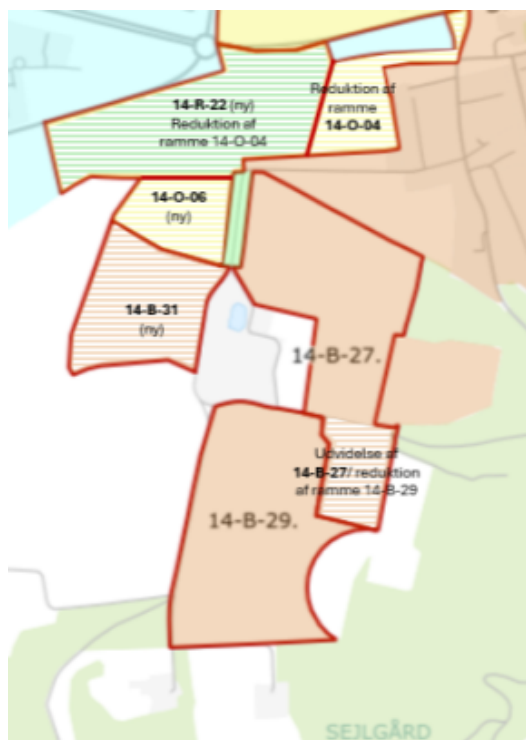 14-R-22 (ny)
Reduktion af
ramme 14-O-04
Reduktion af
ramme
14-O-04
14-O-06
(ny)
14-B-31
(ny)
14-B-27.
Udvidelse af
14-B-27/ reduktion
af ramme 14-B-29
14-B-29.
SEJLGÅRD